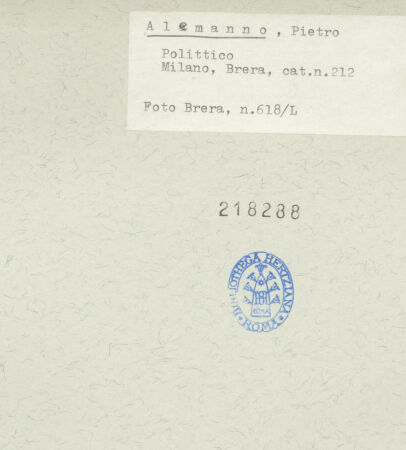 Alemanno, Pietro
Polittico
Milano, Brera, cat.n.212
Foto Brera, n.618/L
218288
BIBLIOTHECA HERTZIANA
ROMA